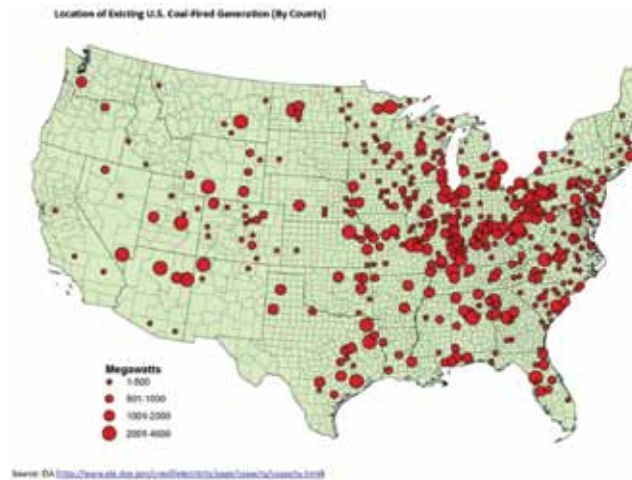 Location of Existing U.S. Coal-Fired Generation (By County)
Megawatts
1-500
501-1000
1001-2000
2001-4000
Source: EIA